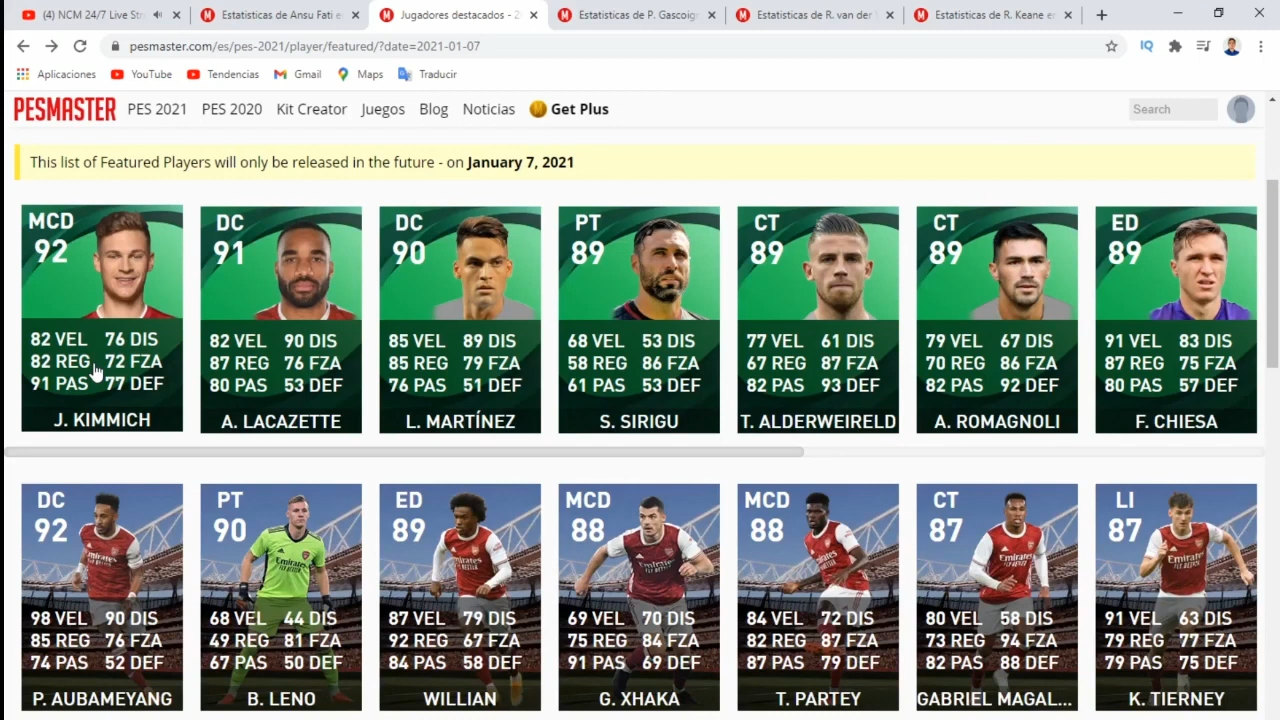 (4) NCM 24/7 Live Str
Estatisticas de Ansu Fati e
Jugadores destacados - 2
Estatisticas de P. Gascoig
Estatisticas de R. van der
Estatisticas de R. Keane e
pesmaster.com/es/pes-2021/player/featured/?date=2021-01-07
IQ
Aplicaciones YouTube Tendencias Gmail Maps Traducir
PESMASTER PES 2021 PES 2020 Kit Creator Juegos Blog Noticias Get Plus Search
This list of Featured Players will only be released in the future - on January 7, 2021
MCD
92
82 VEL 76 DIS
82 REG 72 FZA
91 PAS 77 DEF
J. KIMMICH
DC
91
82 VEL 90 DIS
87 REG 76 FZA
80 PAS 53 DEF
A. LACAZETTE
DC
90
85 VEL 89 DIS
85 REG 79 FZA
76 PAS 51 DEF
L. MARTÍNEZ
PT
89
68 VEL 53 DIS
58 REG 86 FZA
61 PAS 53 DEF
S. SIRIGU
CT
89
77 VEL 61 DIS
67 REG 87 FZA
82 PAS 93 DEF
T. ALDERWEIRELD
CT
89
79 VEL 67 DIS
70 REG 86 FZA
82 PAS 92 DEF
A. ROMAGNOLI
ED
89
91 VEL 83 DIS
87 REG 75 FZA
80 PAS 57 DEF
F. CHIESA
DC
92
98 VEL 90 DIS
85 REG 76 FZA
74 PAS 52 DEF
P. AUBAMEYANG
PT
90
68 VEL 44 DIS
49 REG 81 FZA
67 PAS 50 DEF
B. LENO
ED
89
87 VEL 79 DIS
92 REG 67 FZA
84 PAS 58 DEF
WILLIAN
MCD
88
69 VEL 70 DIS
75 REG 84 FZA
91 PAS 69 DEF
G. XHAKA
MCD
88
84 VEL 72 DIS
82 REG 87 FZA
87 PAS 79 DEF
T. PARTEY
CT
87
80 VEL 58 DIS
73 REG 94 FZA
82 PAS 88 DEF
GABRIEL MAGAL...
LI
87
91 VEL 63 DIS
79 REG 77 FZA
79 PAS 75 DEF
K. TIERNEY